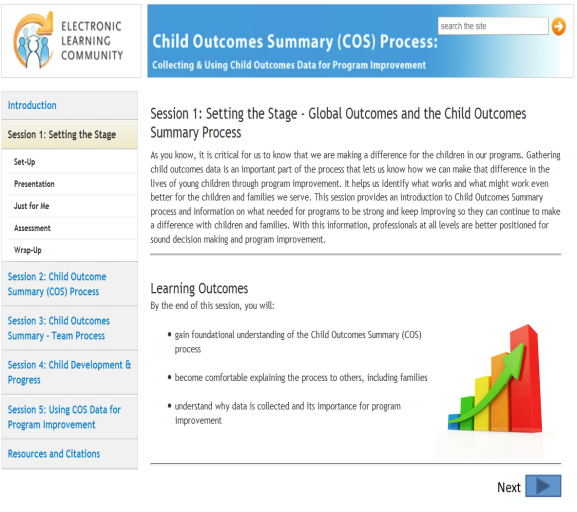 ELECTRONIC
LEARNING
COMMUNITY
search the site
Child Outcomes Summary (COS) Process:
Collecting & Using Child Outcomes Data for Program Improvement
Introduction
Session 1: Setting the Stage
Set-Up
Presentation
Just for Me
Assessment
Wrap-Up
Session 2: Child Outcome
Summary (COS) Process
Session 3: Child Outcomes
Summary - Team Process
Session 4: Child Development &
Progress
Session 5: Using COS Data for
Program Improvement
Resources and Citations
Session 1: Setting the Stage - Global Outcomes and the Child Outcomes
Summary Process
As you know, it is critical for us to know that we are making a difference for the children in our programs. Gathering
child outcomes data is an important part of the process that lets us know how we can make that difference in the
lives of young children through program improvement. It helps us identify what works and what might work even
better for the children and families we serve. This session provides an introduction to Child Outcomes Summary
process and information on what needed for programs to be strong and keep improving so they can continue to make
a difference with children and families. With this information, professionals at all levels are better positioned for
sound decision making and program improvement.
Learning Outcomes
By the end of this session, you will:
• gain foundational understanding of the Child Outcomes Summary (COS)
process
• become comfortable explaining the process to others, including families
• understand why data is collected and its importance for program
improvement
Next